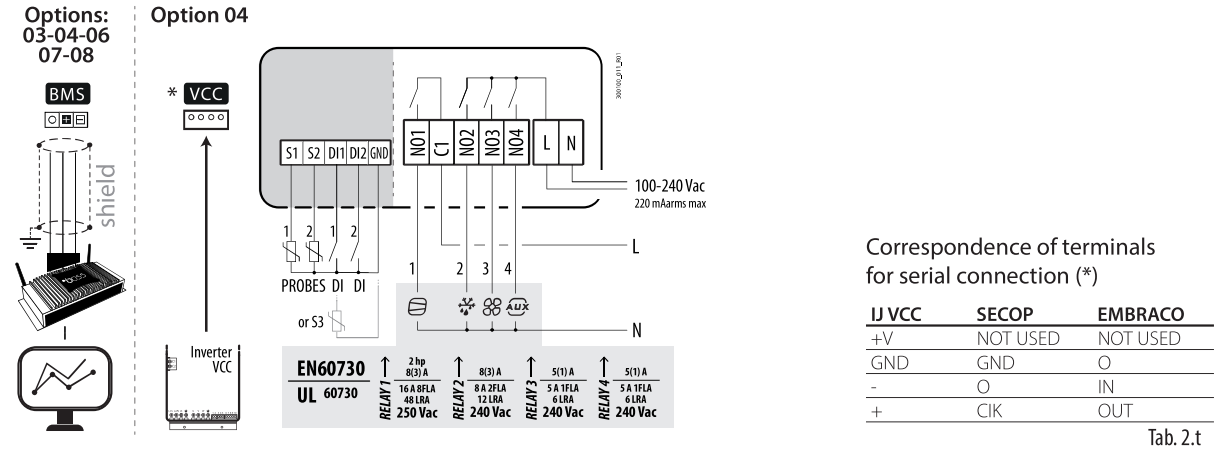 Options:
03-04-06
07-08
BMS
shield
Option 04
* VCC
Inverter
VCC
300100_011_R01
S1 S2 DI1 DI2 GND
NO1 C1 NO2 NO3 NO4 L N
100-240 Vac
220 mAarms max
1 2 1 2
PROBES DI DI
or S3
L
1 2 3 4
AUX
N
EN60730
UL 60730
RELAY 1
2 hp
8(3) A
16 A 8FLA
48 LRA
250 Vac
RELAY 2
8(3) A
8 A 2FLA
12 LRA
240 Vac
RELAY 3
5(1) A
5 A 1FLA
6 LRA
240 Vac
RELAY 4
5(1) A
5 A 1FLA
6 LRA
240 Vac
Correspondence of terminals
for serial connection (*)
IJ VCC SECOP EMBRACO
+V NOT USED NOT USED
GND GND O
- O IN
+ CIK OUT
Tab. 2.t